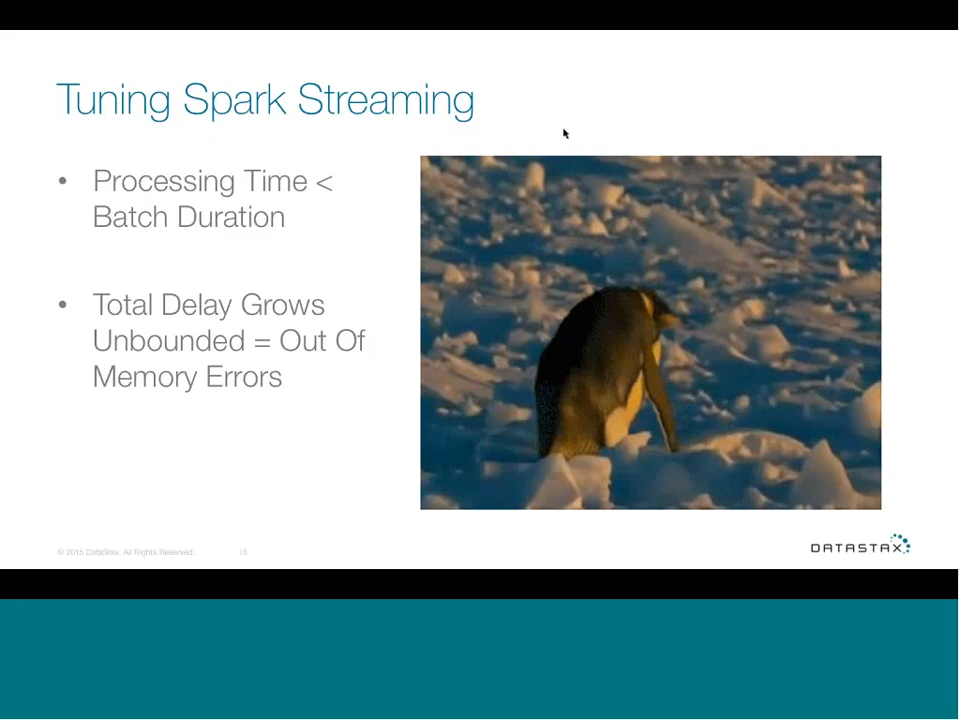 Tuning Spark Streaming
• Processing Time <
Batch Duration
• Total Delay Grows
Unbounded = Out Of
Memory Errors
© 2015 DataStax. All Rights Reserved.
15
DATASTAX